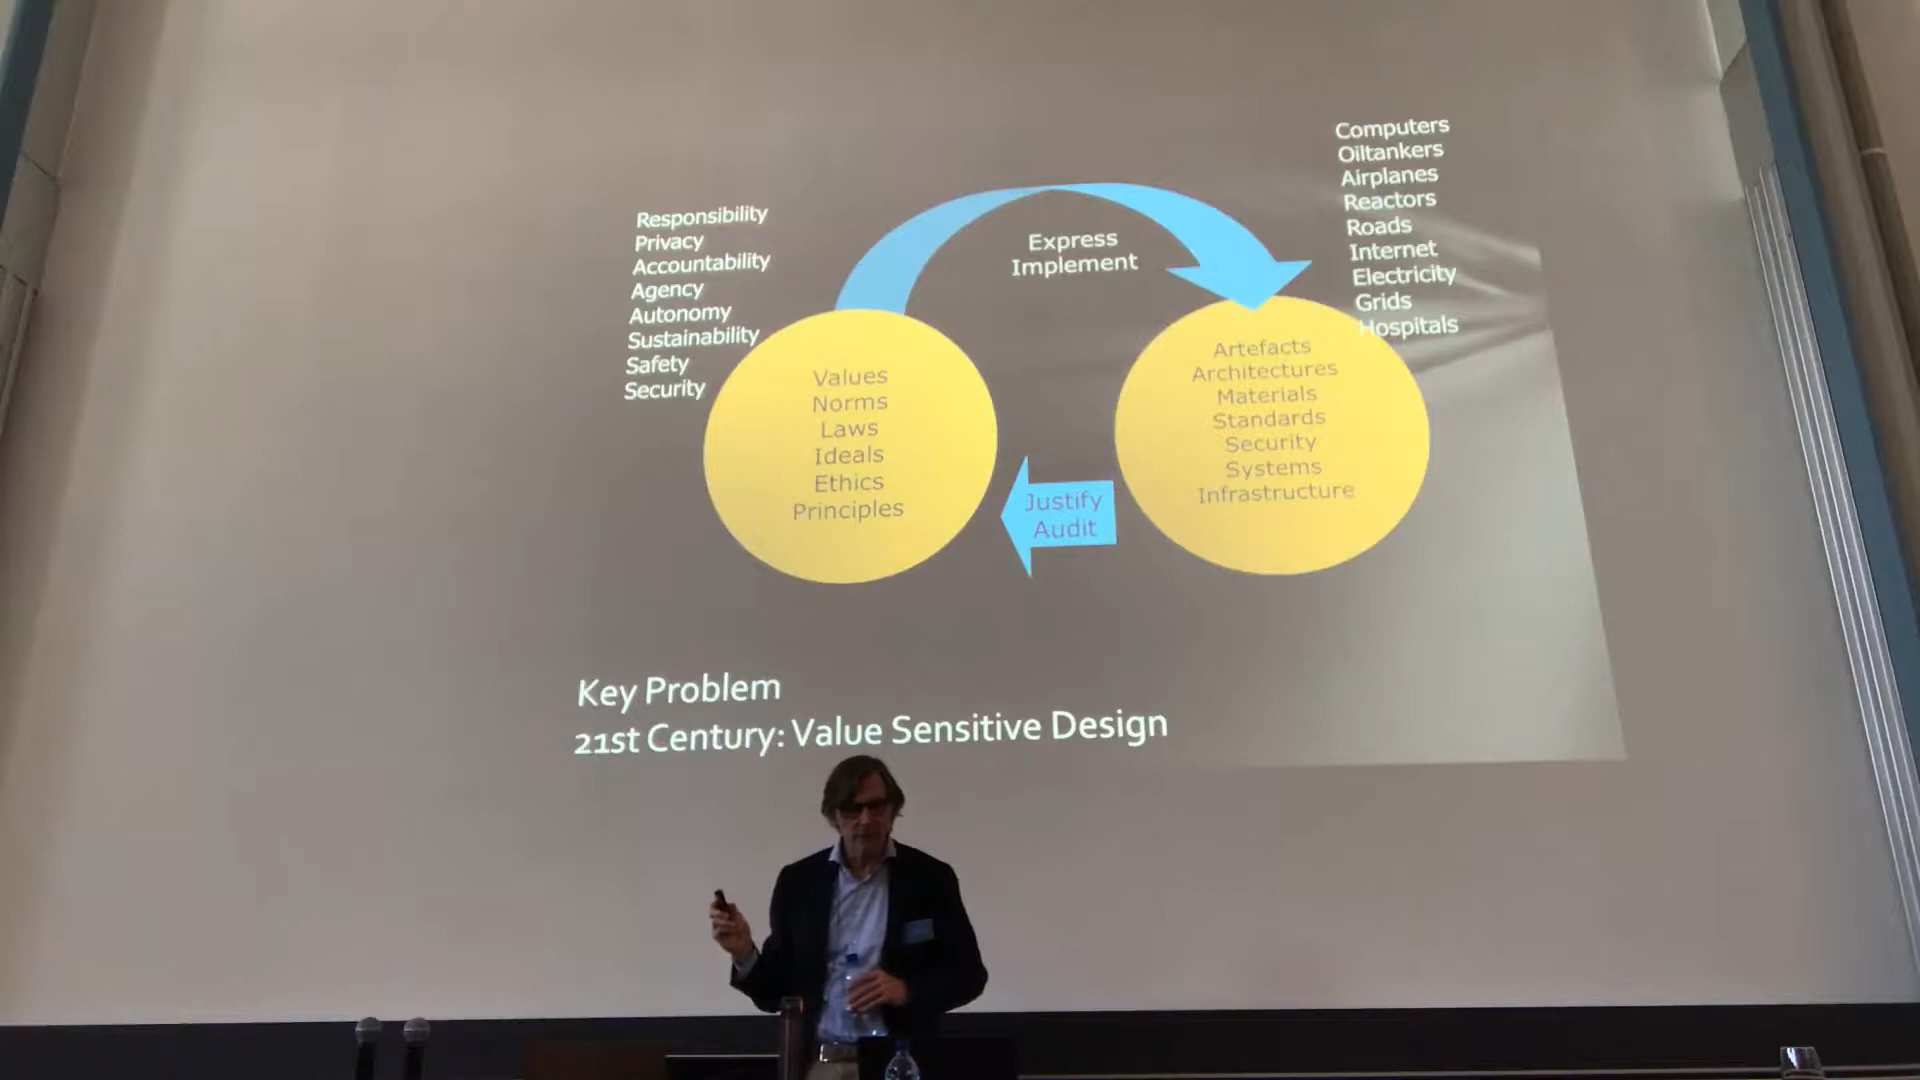 Responsibility
Privacy
Accountability
Agency
Autonomy
Sustainability
Safety
Security
Values
Norms
Laws
Ideals
Ethics
Principles
Express
Implement
Justify
Audit
Computers
Oiltankers
Airplanes
Reactors
Roads
Internet
Electricity
Grids
Hospitals
Artefacts
Architectures
Materials
Standards
Security
Systems
Infrastructure
Key Problem
21st Century: Value Sensitive Design